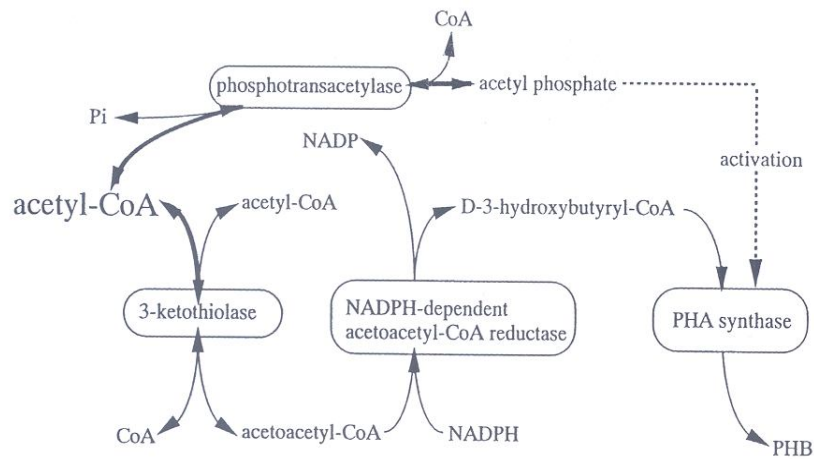 CoA
phosphotransacetylase
acetyl phosphate
Pi
NADP
activation
acetyl-CoA
acetyl-CoA
D-3-hydroxybutyryl-CoA
3-ketothiolase
NADPH-dependent
acetoacetyl-CoA reductase
PHA synthase
CoA
acetoacetyl-CoA
NADPH
PHB